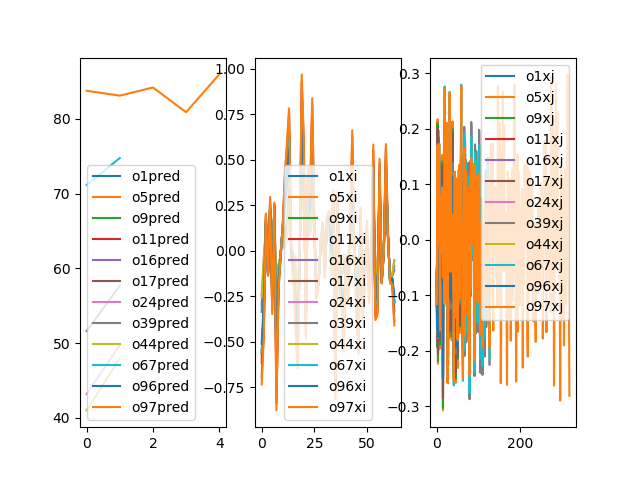 80
70
60
50
40
0
2
4
o1pred
o5pred
o9pred
o11pred
o16pred
o17pred
o24pred
o39pred
o44pred
o67pred
o96pred
o97pred
1.00
0.75
0.50
0.25
0.00
−0.25
−0.50
−0.75
0
25
50
o1xi
o5xi
o9xi
o11xi
o16xi
o17xi
o24xi
o39xi
o44xi
o67xi
o96xi
o97xi
0.3
0.2
0.1
0.0
−0.1
−0.2
−0.3
0
200
o1xj
o5xj
o9xj
o11xj
o16xj
o17xj
o24xj
o39xj
o44xj
o67xj
o96xj
o97xj